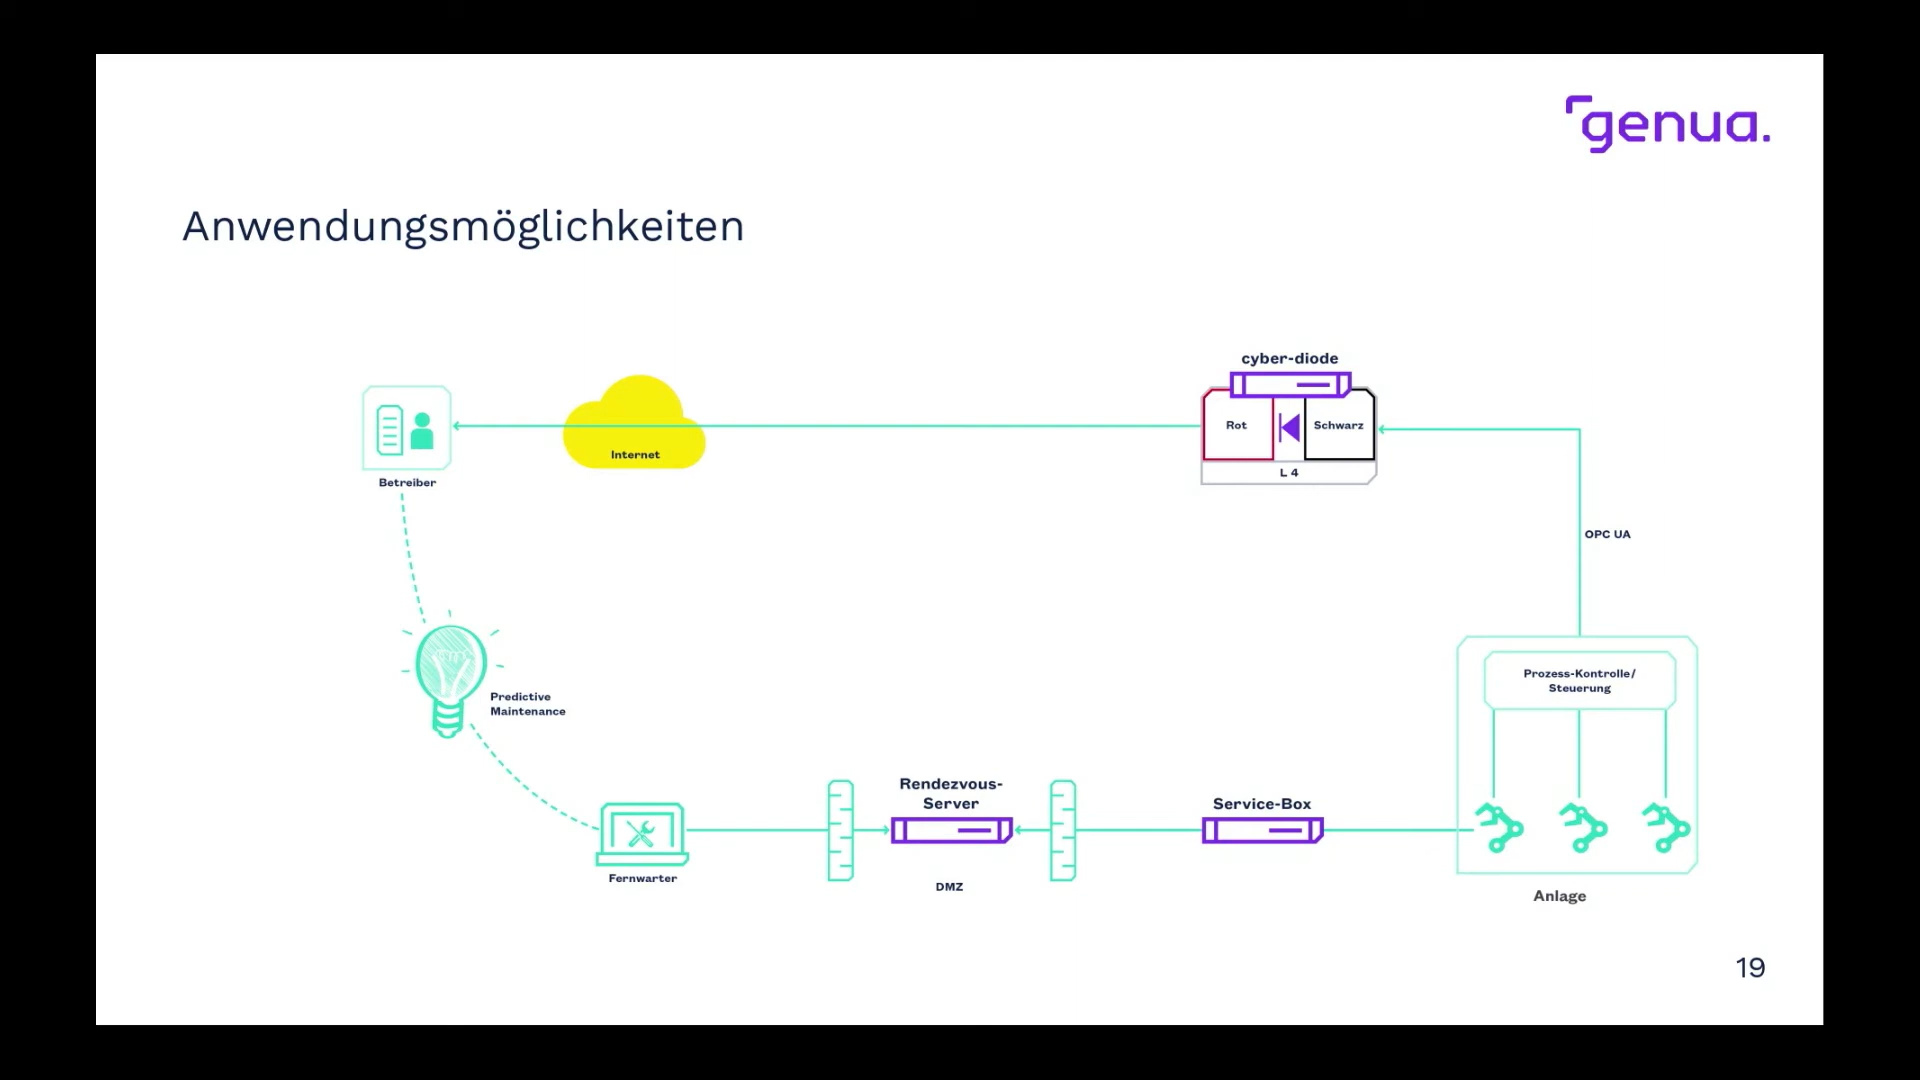 genua.
Anwendungsmöglichkeiten
cyber-diode
Rot
Schwarz
L 4
Internet
Betreiber
OPC UA
Prozess-Kontrolle/
Steuerung
Predictive
Maintenance
Rendezvous-
Server
Service-Box
Fernwarter
DMZ
Anlage
19